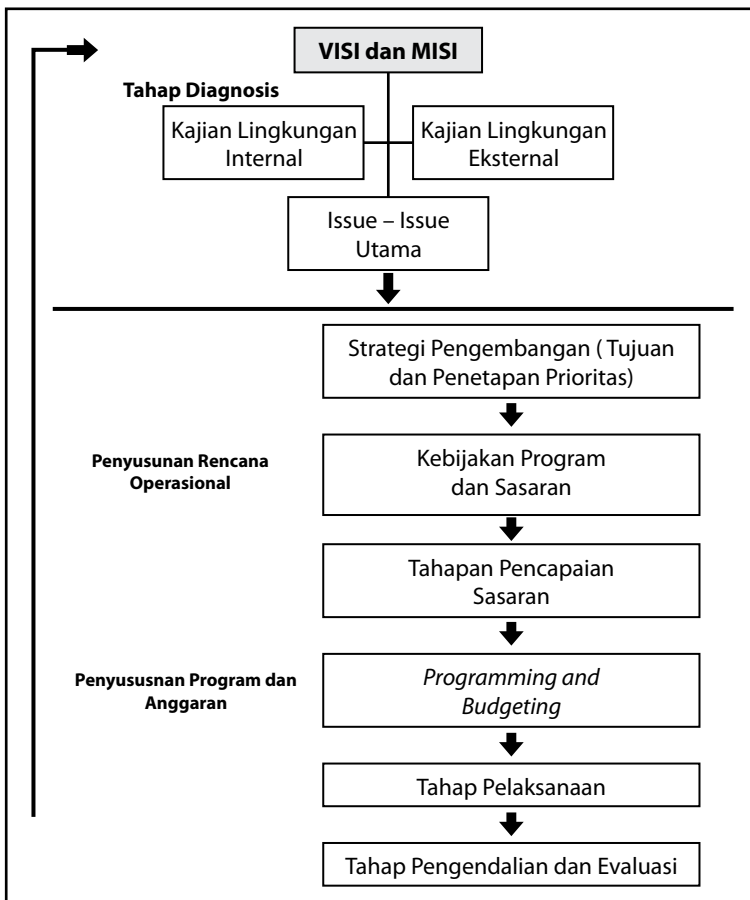 VISI dan MISI
Tahap Diagnosis
Kajian Lingkungan
Internal
Kajian Lingkungan
Eksternal
Issue – Issue
Utama
Strategi Pengembangan ( Tujuan
dan Penetapan Prioritas)
Penyusunan Rencana
Operasional
Kebijakan Program
dan Sasaran
Tahapan Pencapaian
Sasaran
Penyususnan Program dan
Anggaran
Programming and
Budgeting
Tahap Pelaksanaan
Tahap Pengendalian dan Evaluasi